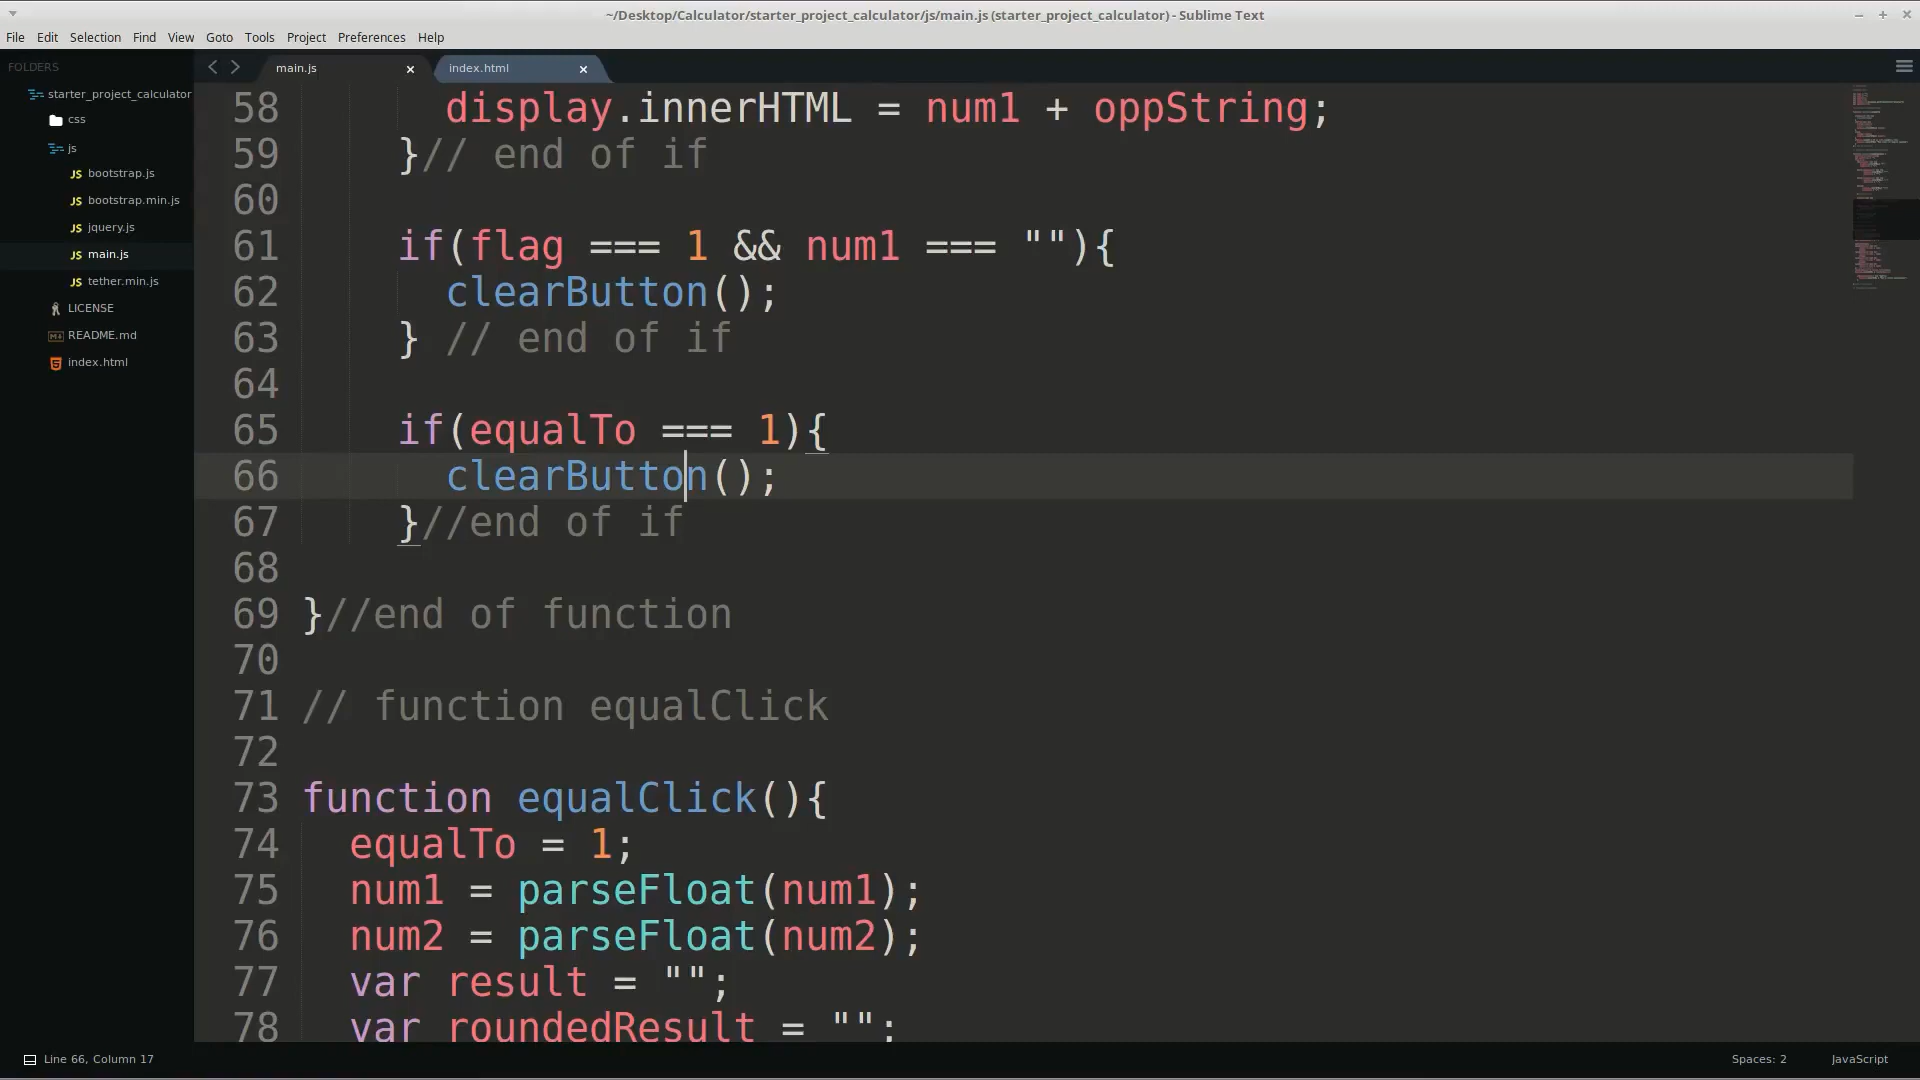 ~/Desktop/Calculator/starter_project_calculator/js/main.js (starter_project_calculator) - Sublime Text
File Edit Selection Find View Goto Tools Project Preferences Help
FOLDERS
starter_project_calculator
css
js
JS bootstrap.js
JS bootstrap.min.js
JS jquery.js
JS main.js
JS tether.min.js
LICENSE
README.md
index.html
main.js index.html
58 display.innerHTML = num1 + oppString;
59 }// end of if
60
61 if(flag === 1 && num1 === ""){
62 clearButton();
63 } // end of if
64
65 if(equalTo === 1){
66 clearButton();
67 }//end of if
68
69 }//end of function
70
71 // function equalClick
72
73 function equalClick(){
74 equalTo = 1;
75 num1 = parseFloat(num1);
76 num2 = parseFloat(num2);
77 var result = "";
78 var roundedResult = "";
Line 66, Column 17
Spaces: 2
JavaScript